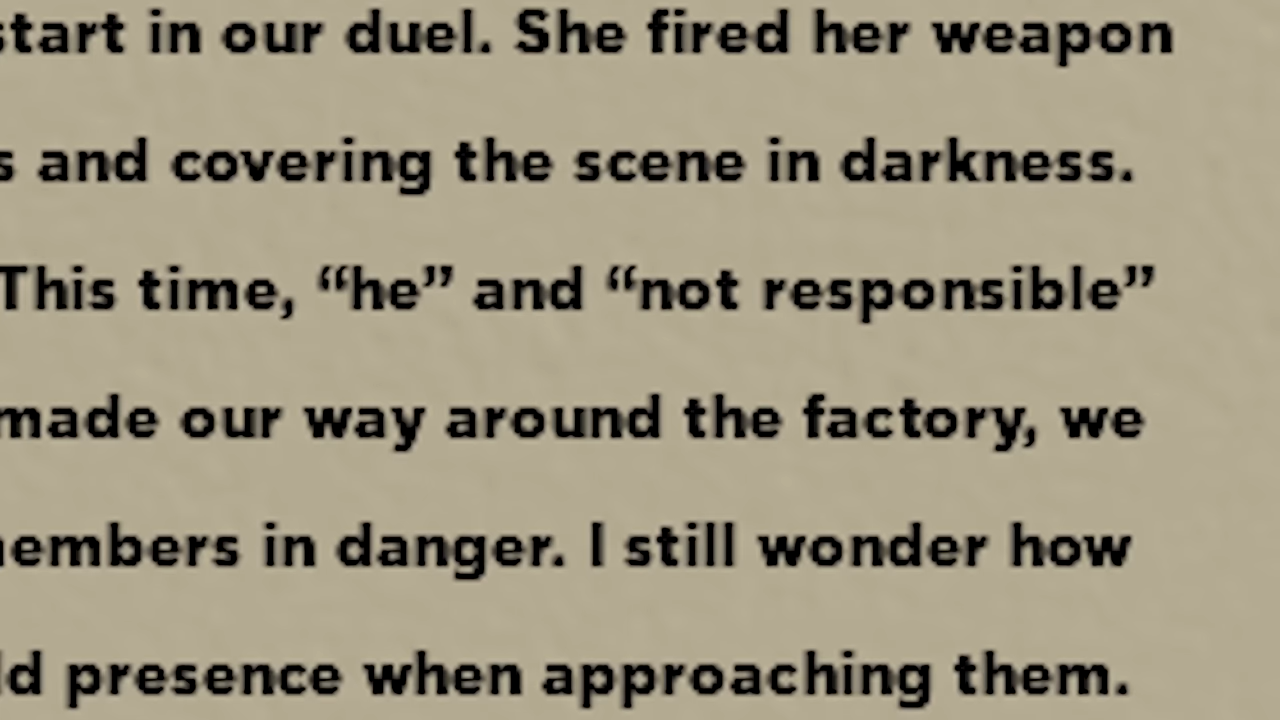 start in our duel. She fired her weapon
and covering the scene in darkness.
This time, “he” and “not responsible”
made our way around the factory, we
in danger. I still wonder how
presence when approaching them.